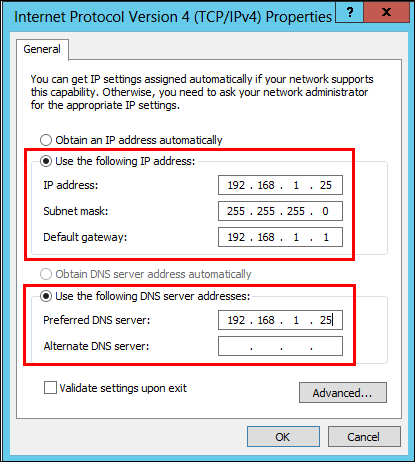 Internet Protocol Version 4 (TCP/IPv4) Properties ? x
General
You can get IP settings assigned automatically if your network supports
this capability. Otherwise, you need to ask your network administrator
for the appropriate IP settings.
Obtain an IP address automatically
Use the following IP address:
IP address: 192 . 168 . 1 . 25
Subnet mask: 255 . 255 . 255 . 0
Default gateway: 192 . 168 . 1 . 1
Obtain DNS server address automatically
Use the following DNS server addresses:
Preferred DNS server: 192 . 168 . 1 . 25
Alternate DNS server: . . .
Validate settings upon exit
Advanced...
OK Cancel